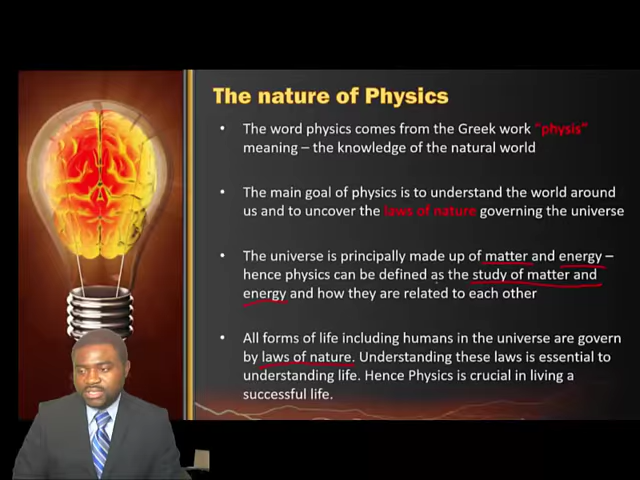 The nature of Physics
• The word physics comes from the Greek work "physis"
meaning – the knowledge of the natural world
• The main goal of physics is to understand the world around
us and to uncover the laws of nature governing the universe
• The universe is principally made up of matter and energy –
hence physics can be defined as the study of matter and
energy and how they are related to each other
• All forms of life including humans in the universe are govern
by laws of nature. Understanding these laws is essential to
understanding life. Hence Physics is crucial in living a
successful life.